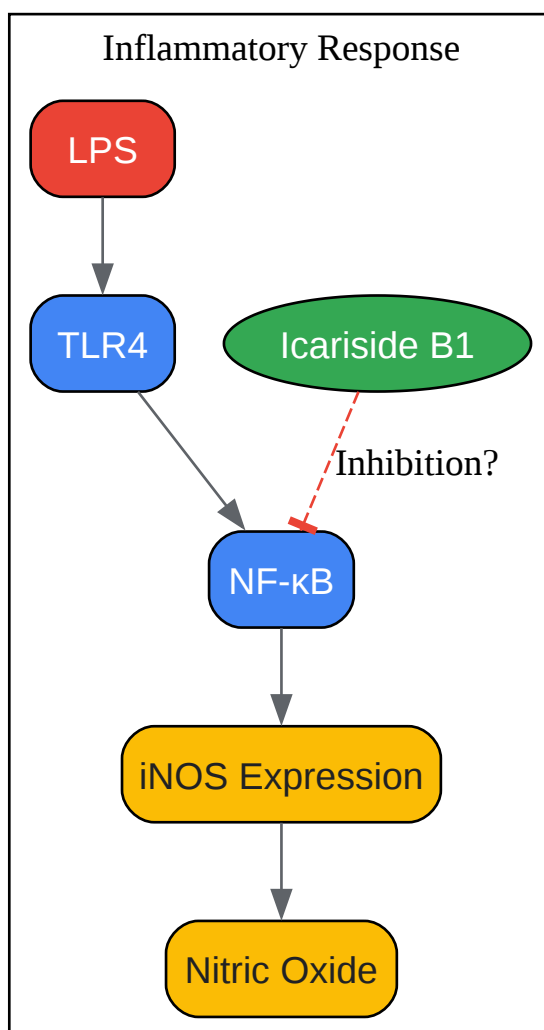 Inflammatory Response
LPS
TLR4
Icariside B1
Inhibition?
NF-κB
iNOS Expression
Nitric Oxide